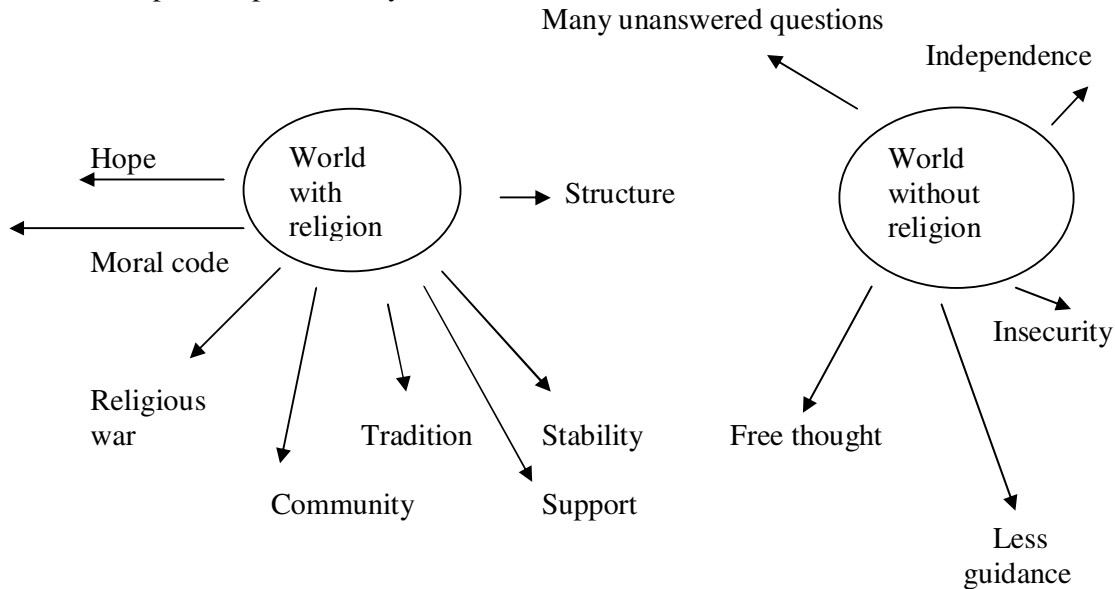 Many unanswered questions
Independence
World
with
religion
Hope
Moral code
Structure
Religious
war
Community
Tradition
Support
Stability
World
without
religion
Insecurity
Free thought
Less
guidance